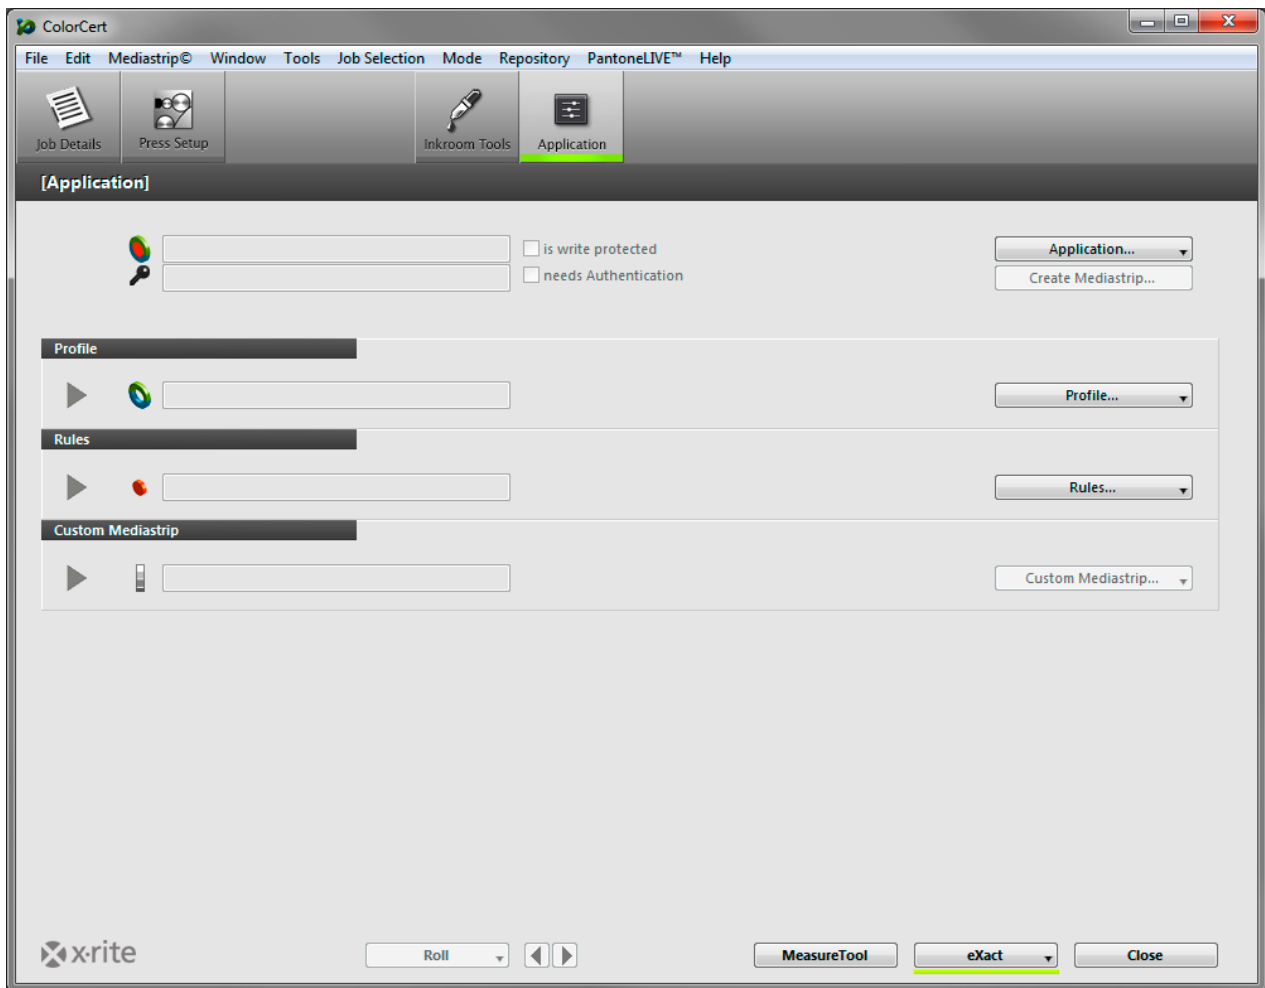 ColorCert
File Edit Mediastrip© Window Tools Job Selection Mode Repository PantoneLIVE™ Help
Job Details Press Setup Inkroom Tools Application
[Application]
is write protected Application...
needs Authentication Create Mediastrip...
Profile
Profile...
Rules
Rules...
Custom Mediastrip
Custom Mediastrip...
x·rite Roll MeasureTool eXact Close